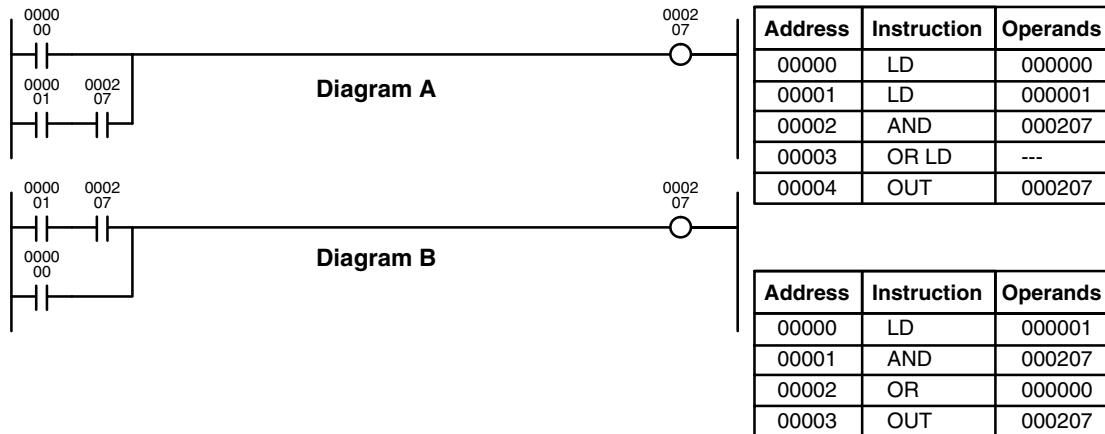 0000
00
0002
07
Diagram A
0000
01
0002
07
Address Instruction Operands
00000 LD 000000
00001 LD 000001
00002 AND 000207
00003 OR LD ---
00004 OUT 000207
0000
01
0002
07
0002
07
Diagram B
0000
00
Address Instruction Operands
00000 LD 000001
00001 AND 000207
00002 OR 000000
00003 OUT 000207